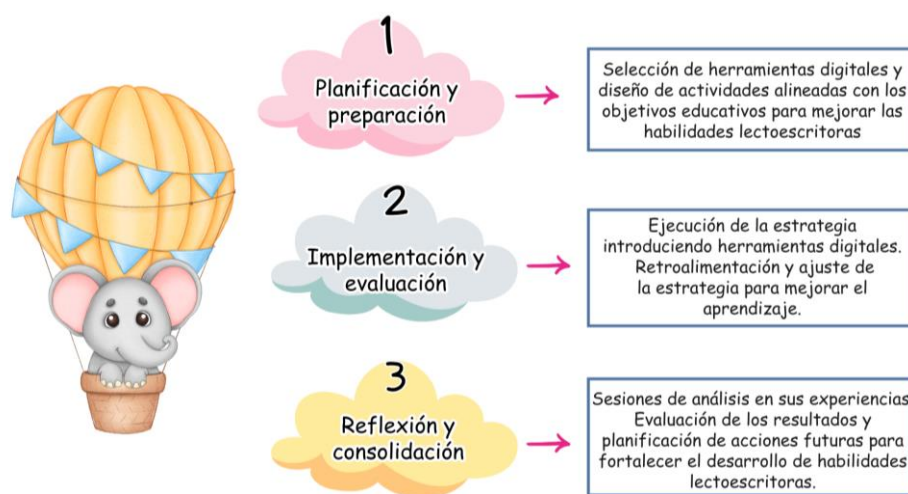 1
Planificación y
preparación
Selección de herramientas digitales y
diseño de actividades alineadas con los
objetivos educativos para mejorar las
habilidades lectoescritoras
2
Implementación y
evaluación
Ejecución de la estrategia
introduciendo herramientas digitales.
Retroalimentación y ajuste de
la estrategia para mejorar el
aprendizaje.
3
Reflexión y
consolidación
Sesiones de análisis en sus experiencias
Evaluación de los resultados y
planificación de acciones futuras para
fortalecer el desarrollo de habilidades
lectoescritoras.